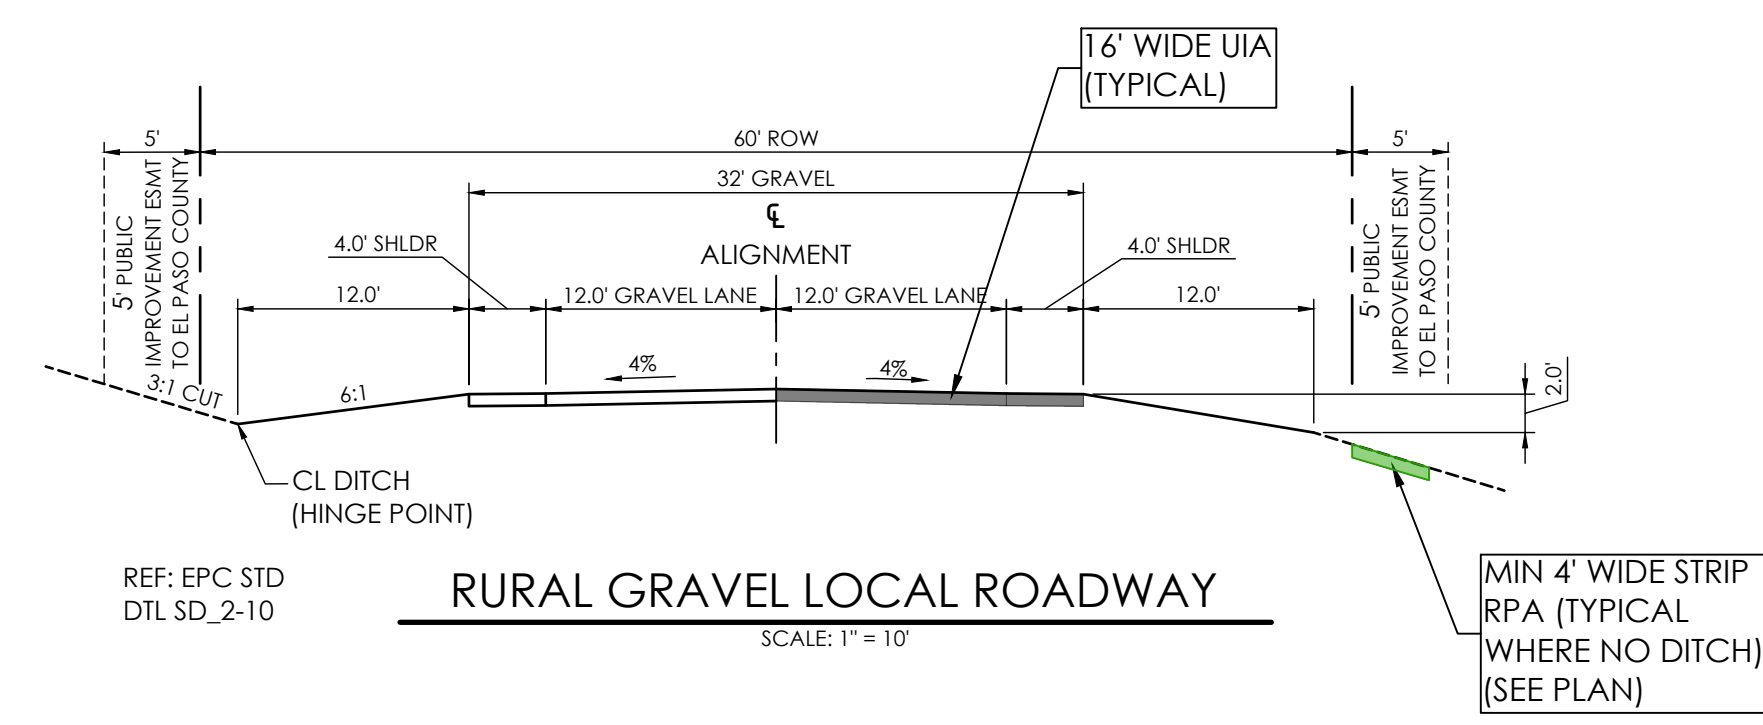 16' WIDE UIA
(TYPICAL)
5'
60' ROW
5'
32' GRAVEL
℄
ALIGNMENT
5' PUBLIC
IMPROVEMENT ESMT
TO EL PASO COUNTY
4.0' SHLDR
4.0' SHLDR
5' PUBLIC
IMPROVEMENT ESMT
TO EL PASO COUNTY
12.0'
12.0' GRAVEL LANE
12.0' GRAVEL LANE
12.0'
3:1 CUT
6:1
4%
4%
2.0'
CL DITCH
(HINGE POINT)
REF: EPC STD
DTL SD_2-10
RURAL GRAVEL LOCAL ROADWAY
SCALE: 1" = 10'
MIN 4' WIDE STRIP
RPA (TYPICAL
WHERE NO DITCH)
(SEE PLAN)